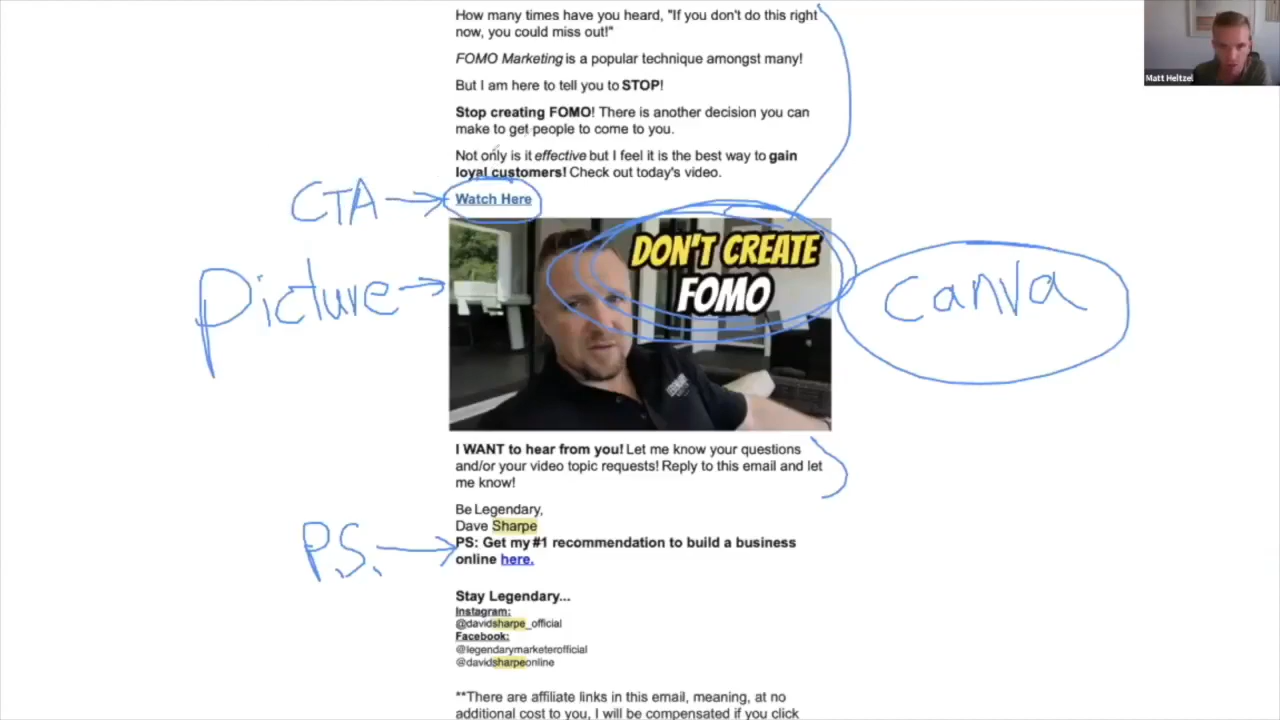 How many times have you heard, "If you don't do this right
now, you could miss out!"
Matt Heltzel
FOMO Marketing is a popular technique amongst many!
But I am here to tell you to STOP!
Stop creating FOMO! There is another decision you can
make to get people to come to you.
Not only is it effective but I feel it is the best way to gain
loyal customers! Check out today's video.
CTA
Watch Here
DON'T CREATE
FOMO
Picture
Canva
I WANT to hear from you! Let me know your questions
and/or your video topic requests! Reply to this email and let
me know!
Be Legendary,
Dave Sharpe
P.S.
PS: Get my #1 recommendation to build a business
online here.
Stay Legendary...
Instagram:
@davidsharpe_official
Facebook:
@legendarymarketerofficial
@davidsharpeonline
**There are affiliate links in this email, meaning, at no
additional cost to you, I will be compensated if you click